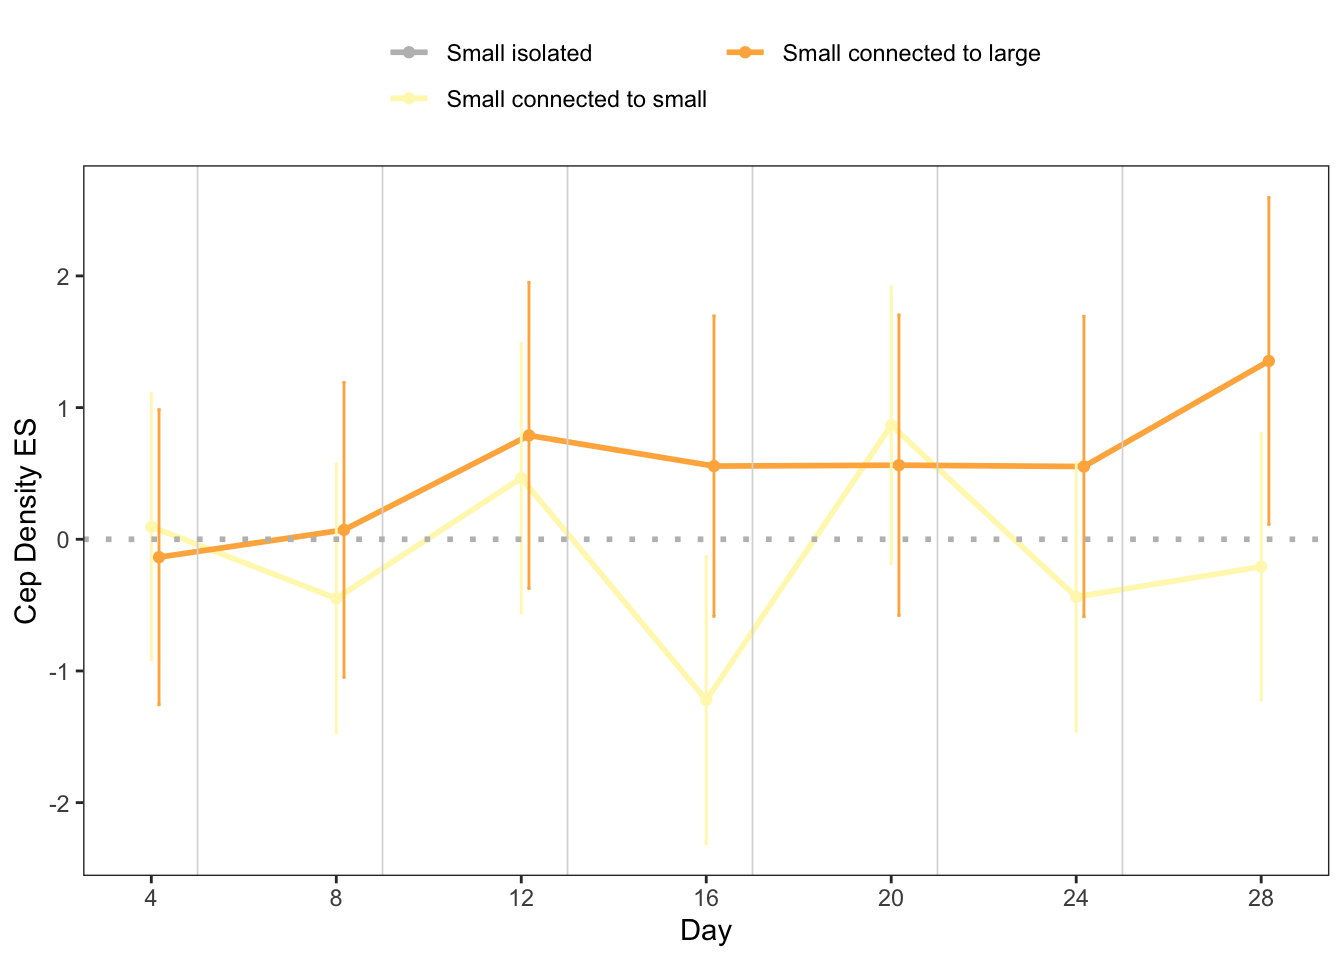 Small isolated
Small connected to large
Small connected to small
Cep Density ES
2
1
0
-1
-2
4
8
12
16
20
24
28
Day